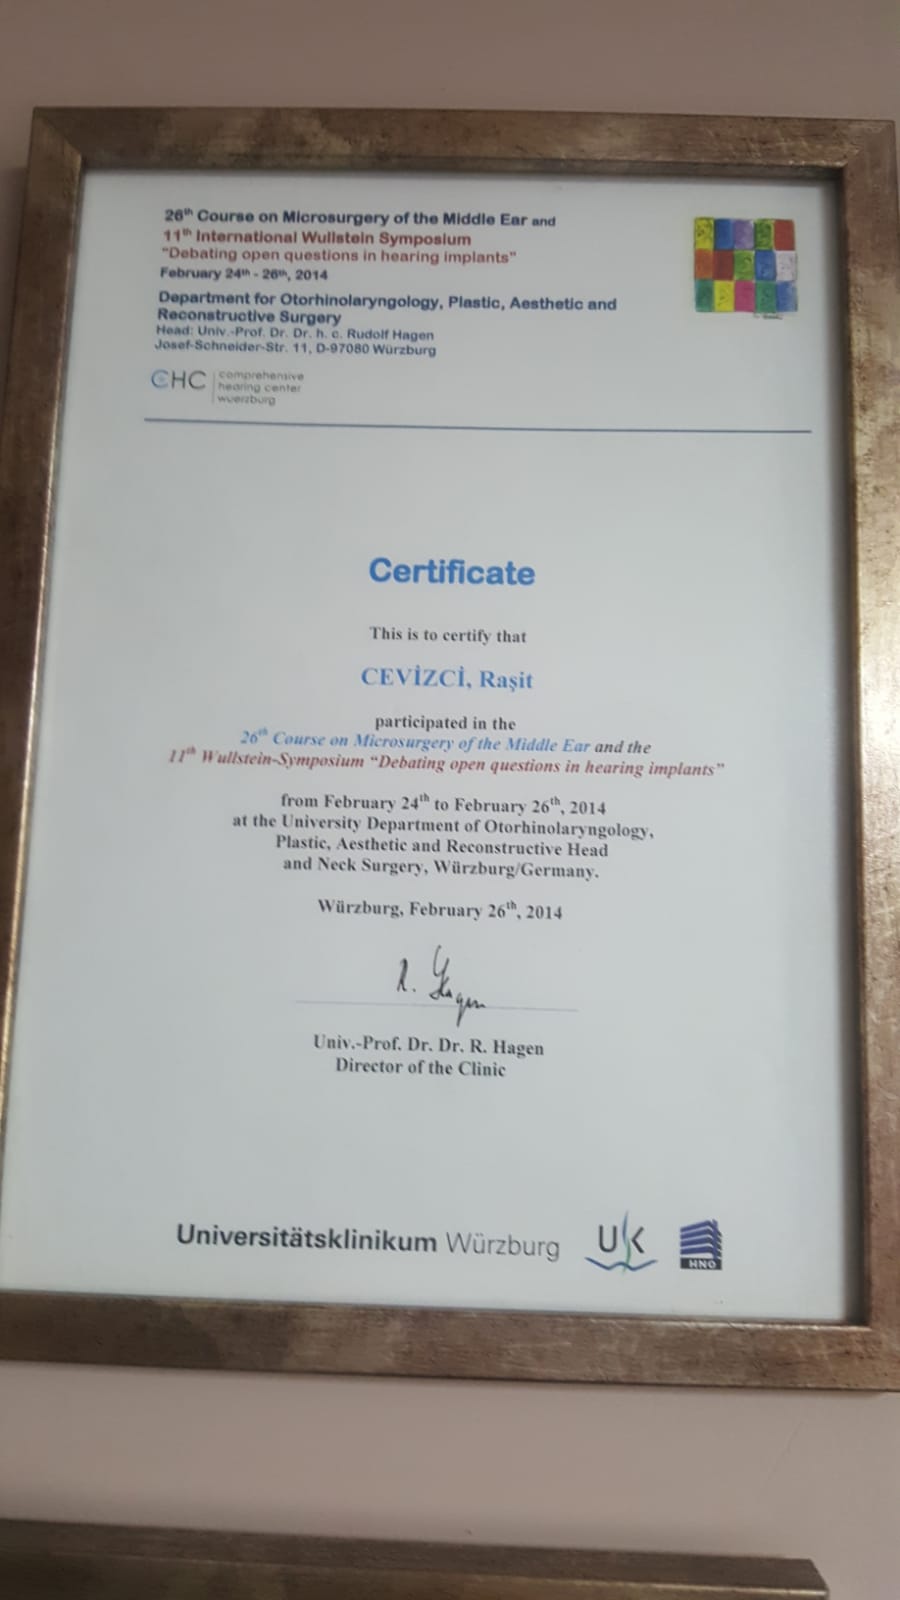 26th Course on Microsurgery of the Middle Ear and
11th International Wullstein Symposium
"Debating open questions in hearing implants"
February 24th - 26th, 2014
Department for Otorhinolaryngology, Plastic, Aesthetic and
Reconstructive Surgery
Head: Univ.-Prof. Dr. Dr. h. c. Rudolf Hagen
Josef-Schneider-Str. 11, D-97080 Würzburg
CHC
comprehensive
hearing center
wuerzburg
Certificate
This is to certify that
CEVİZCİ, Raşit
participated in the
26th Course on Microsurgery of the Middle Ear and the
11th Wullstein-Symposium “Debating open questions in hearing implants”
from February 24th to February 26th, 2014
at the University Department of Otorhinolaryngology,
Plastic, Aesthetic and Reconstructive Head
and Neck Surgery, Würzburg/Germany.
Würzburg, February 26th, 2014
R. Hagen
Univ.-Prof. Dr. Dr. R. Hagen
Director of the Clinic
Universitätsklinikum Würzburg
UK
HNO